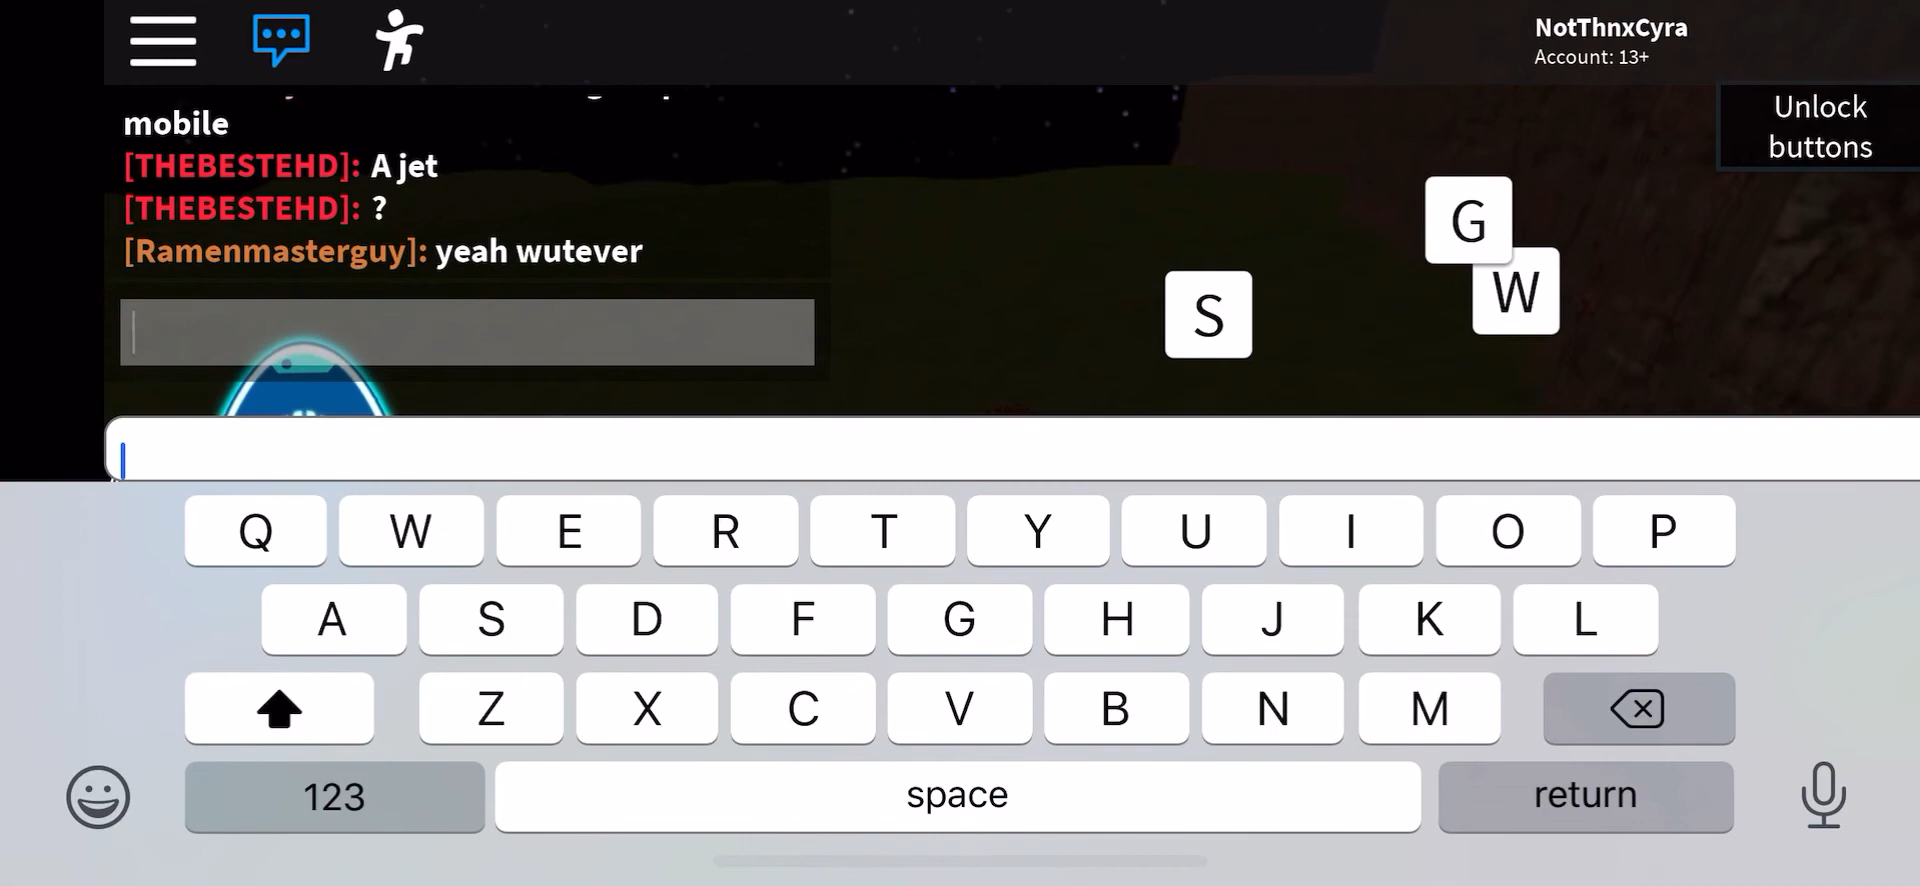 NotThnxCyra
Account: 13+
Unlock
buttons
mobile
[THEBESTEHD]: A jet
[THEBESTEHD]: ?
[Ramenmasterguy]: yeah wutever
G
W
S
Q W E R T Y U I O P
A S D F G H J K L
Z X C V B N M
123 space return